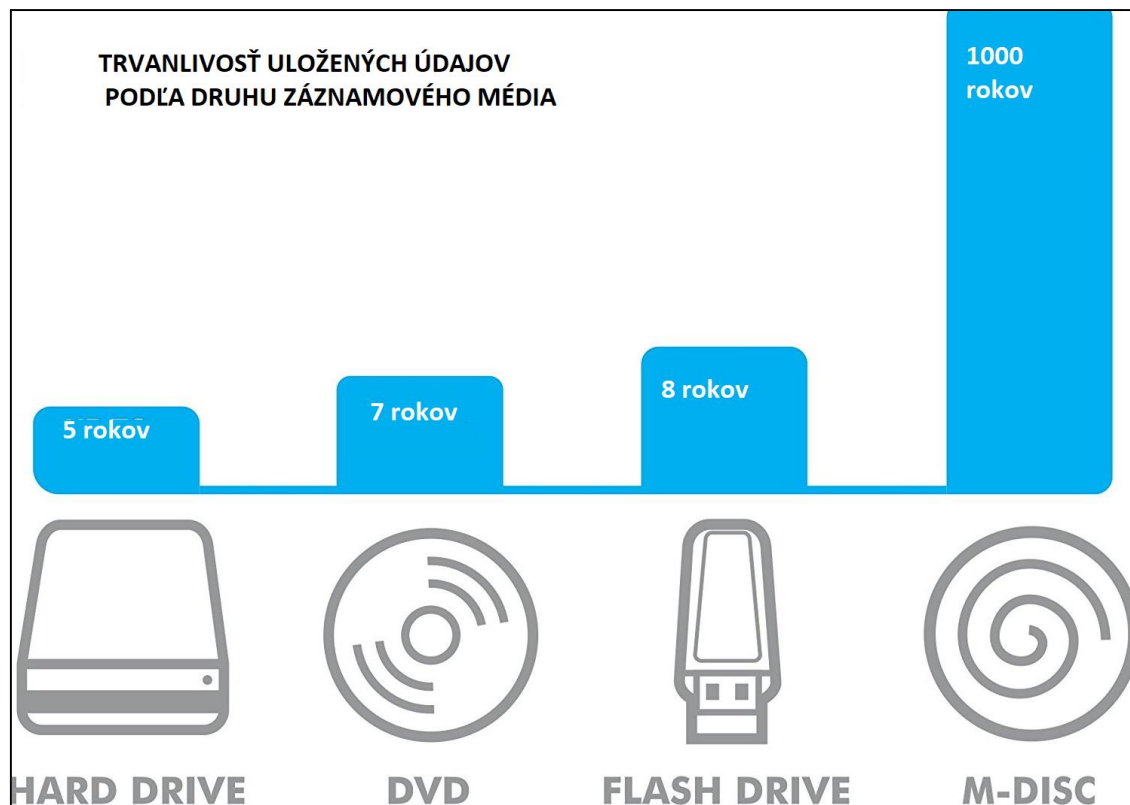 TRVANLIVOSŤ ULOŽENÝCH ÚDAJOV
PODĽA DRUHU ZÁZNAMOVÉHO MÉDIA
1000
rokov
8 rokov
7 rokov
5 rokov
HARD DRIVE
DVD
FLASH DRIVE
M-DISC